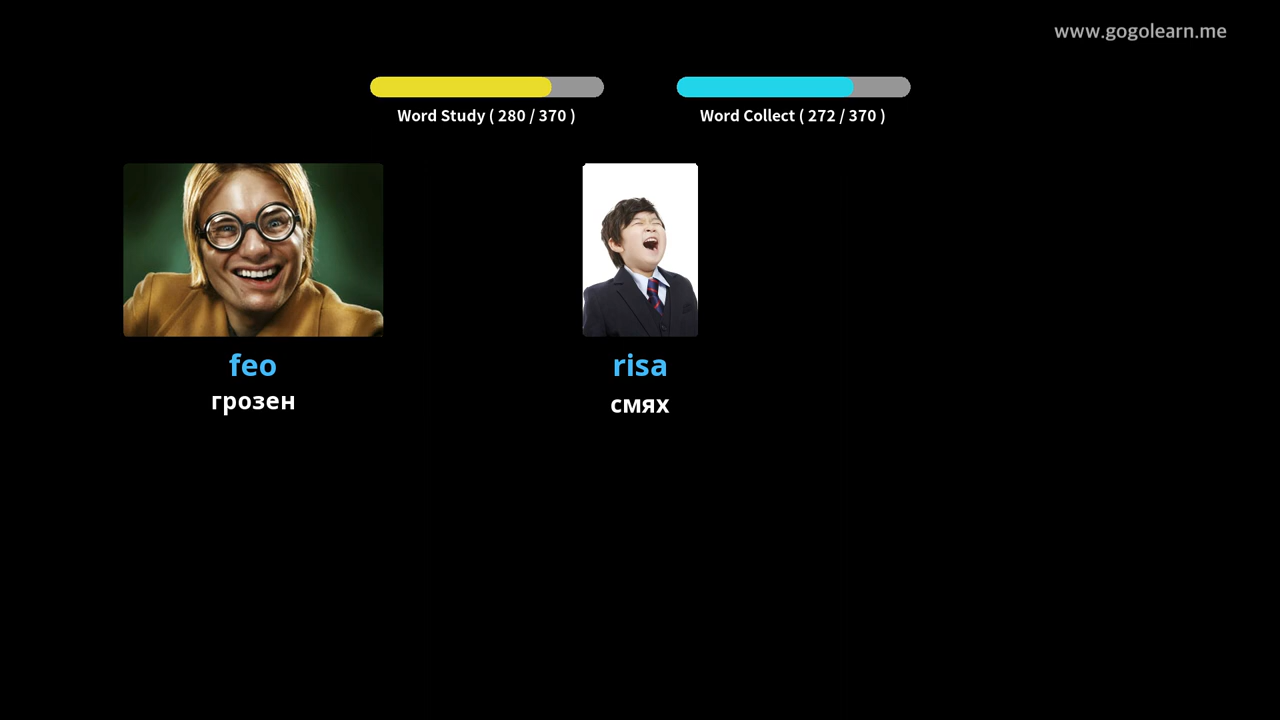 www.gogolearn.me
Word Study ( 280 / 370 )
Word Collect ( 272 / 370 )
feo
грозен
risa
смях